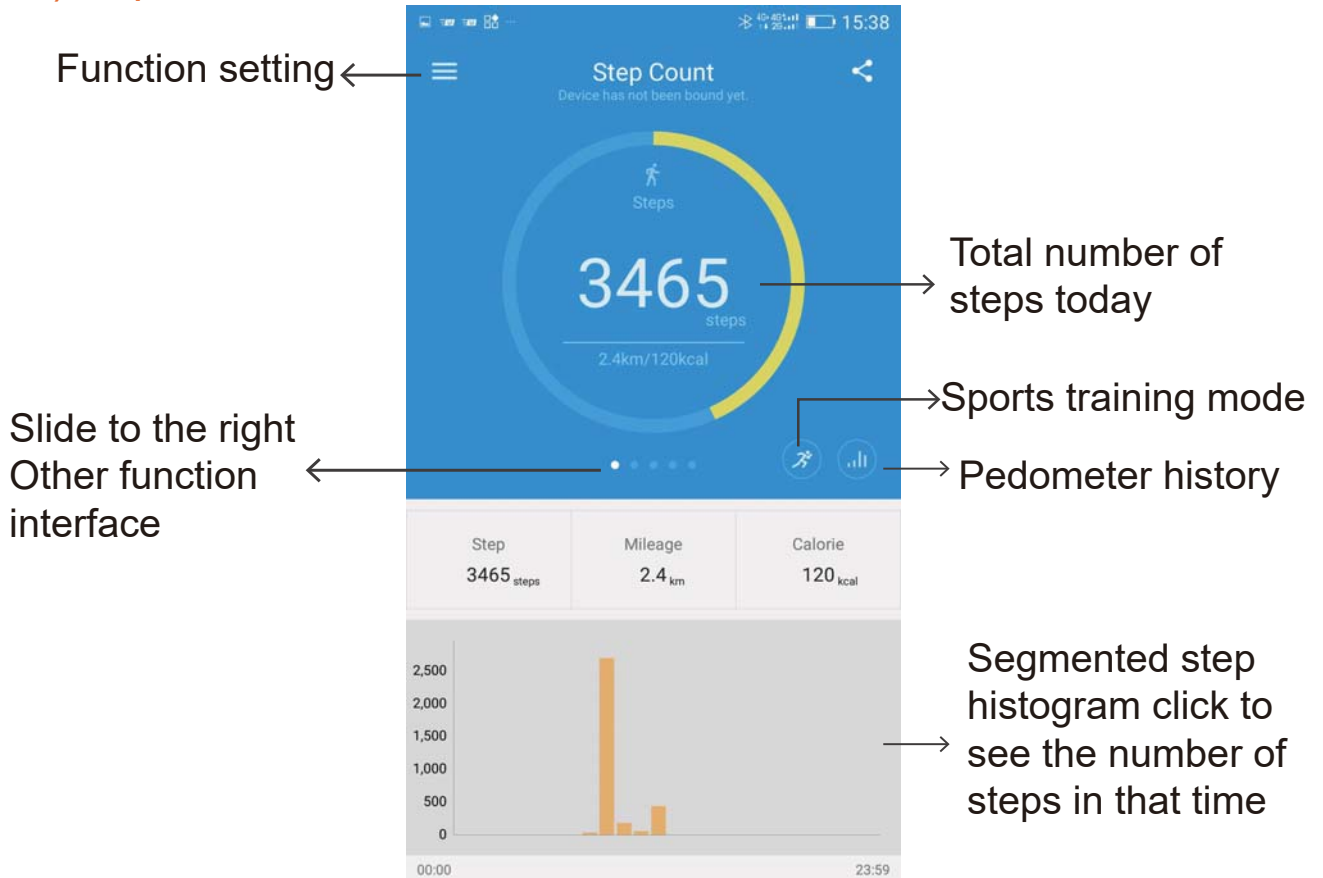 15:38
Function setting
Step Count
Device has not been bound yet.
Steps
3465
steps
2.4km/120kcal
Total number of
steps today
Sports training mode
Slide to the right
Other function
interface
Pedometer history
Step
3465 steps
Mileage
2.4 km
Calorie
120 kcal
2,500
2,000
1,500
1,000
500
0
00:00
23:59
Segmented step
histogram click to
see the number of
steps in that time